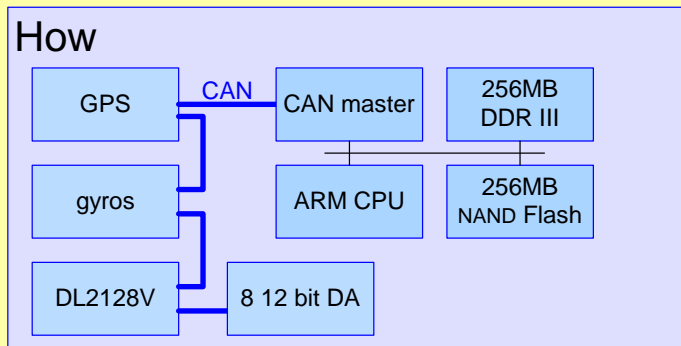 How
GPS
CAN
CAN master
256MB
DDR III
gyros
ARM CPU
256MB
NAND Flash
DL2128V
8 12 bit DA